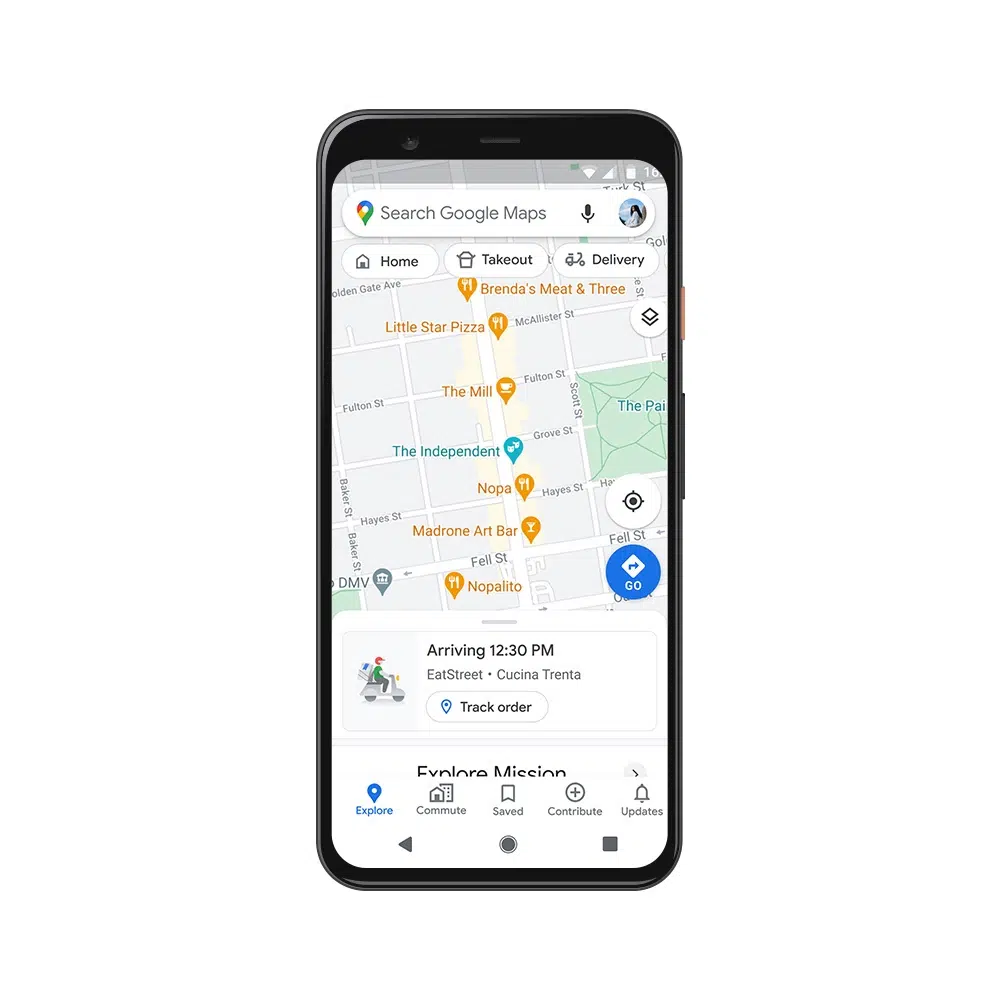 16
Turk St
Search Google Maps
Home
Takeout
Delivery
olden Gate Ave
Brenda's Meat & Three
Little Star Pizza
McAllister St
The Mill
Fulton St
Scott St
Fulton St
The Pai
Grove St
The Independent
Nopa
Hayes St
Baker St
Hayes St
Madrone Art Bar
Fell St
Fell St
Baker St
DMV
Nopalito
GO
Arriving 12:30 PM
EatStreet • Cucina Trenta
Track order
Explore Mission
Explore
Commute
Saved
Contribute
Updates